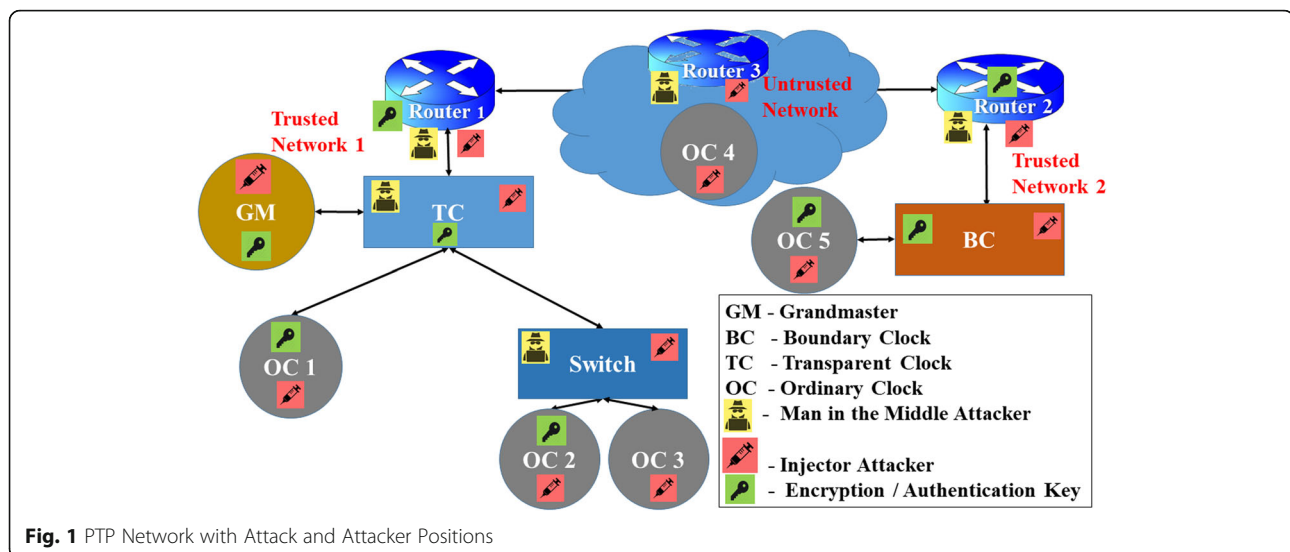 Router 3
Untrusted
Network
Router 1
Router 2
Trusted
Network 1
OC 4
Trusted
Network 2
GM
TC
OC 5
BC
OC 1
Switch
OC 2
OC 3
GM - Grandmaster
BC - Boundary Clock
TC - Transparent Clock
OC - Ordinary Clock
- Man in the Middle Attacker
- Injector Attacker
- Encryption / Authentication Key
Fig. 1 PTP Network with Attack and Attacker Positions